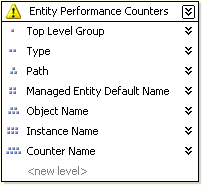 Entity Performance Counters
Top Level Group
Type
Path
Managed Entity Default Name
Object Name
Instance Name
Counter Name
<new level>